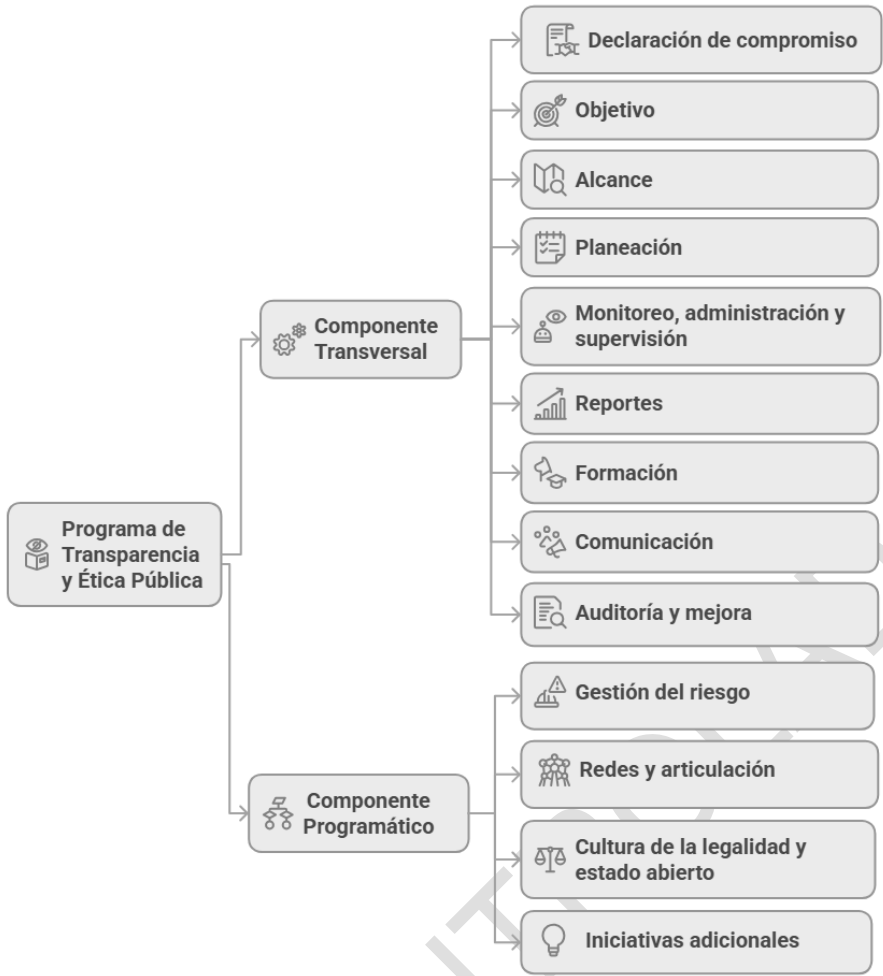 Declaración de compromiso
Objetivo
Alcance
Planeación
Monitoreo, administración y
supervisión
Componente
Transversal
Reportes
Formación
Programa de
Transparencia
y Ética Pública
Comunicación
Auditoría y mejora
Gestión del riesgo
Redes y articulación
Componente
Programático
Cultura de la legalidad y
estado abierto
Iniciativas adicionales